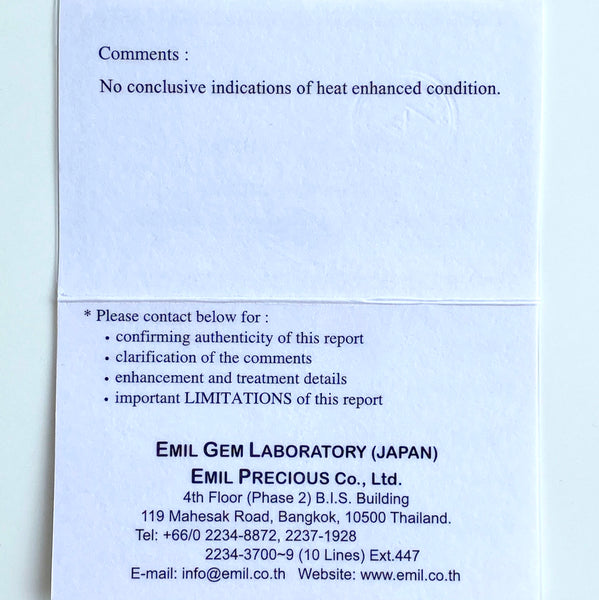 Comments :
No conclusive indications of heat enhanced condition.
* Please contact below for :
• confirming authenticity of this report
• clarification of the comments
• enhancement and treatment details
• important LIMITATIONS of this report
EMIL GEM LABORATORY (JAPAN)
EMIL PRECIOUS Co., Ltd.
4th Floor (Phase 2) B.I.S. Building
119 Mahesak Road, Bangkok, 10500 Thailand.
Tel: +66/0 2234-8872, 2237-1928
2234-3700~9 (10 Lines) Ext.447
E-mail: info@emil.co.th Website: www.emil.co.th